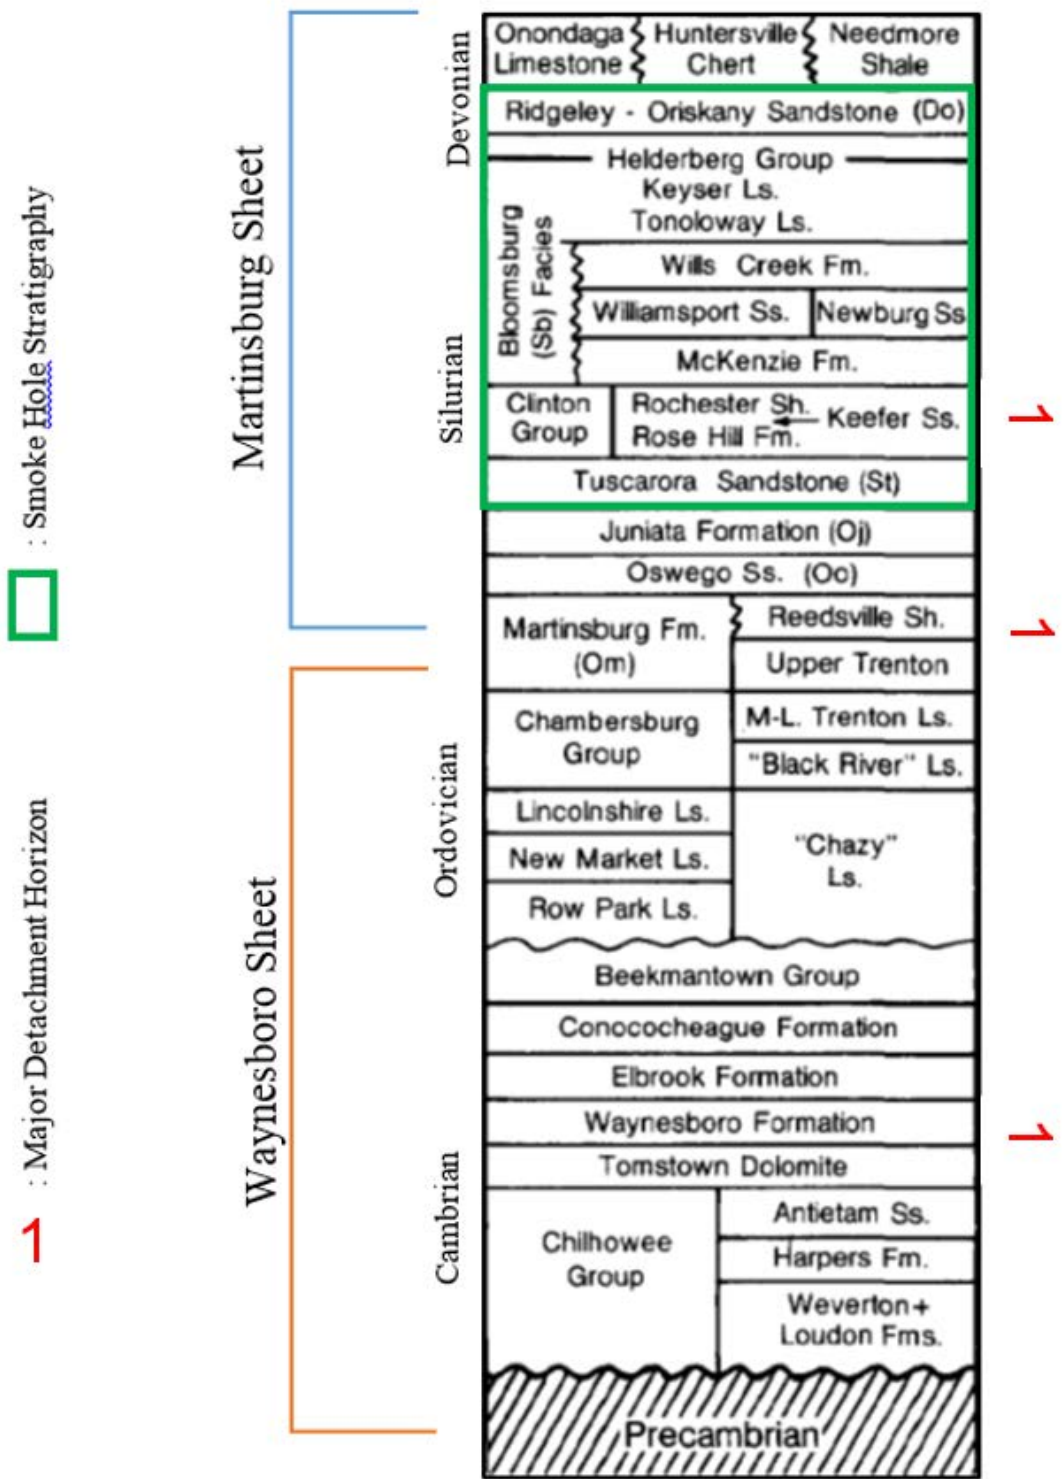 Onondaga Limestone
Huntersville Chert
Needmore Shale
Ridgeley - Oriskany Sandstone (Do)
Helderberg Group
Keyser Ls.
Tonoloway Ls.
Bloomsburg
(Sb) Facies
Wills Creek Fm.
Williamsport Ss.
Newburg Ss
McKenzie Fm.
Clinton Group
Rochester Sh.
Keefer Ss.
Rose Hill Fm.
Tuscarora Sandstone (St)
Juniata Formation (Oj)
Oswego Ss. (Oo)
Martinsburg Fm.
(Om)
Reedsville Sh.
Upper Trenton
Chambersburg
Group
M-L. Trenton Ls.
"Black River" Ls.
Lincolnshire Ls.
New Market Ls.
Row Park Ls.
"Chazy"
Ls.
Beekmantown Group
Conococheague Formation
Elbrook Formation
Waynesboro Formation
Tomstown Dolomite
Chilhowee
Group
Antietam Ss.
Harpers Fm.
Weverton+
Loudon Fms.
Precambrian
Devonian
Silurian
Ordovician
Cambrian
Martinsburg Sheet
Waynesboro Sheet
: Smoke Hole Stratigraphy
: Major Detachment Horizon